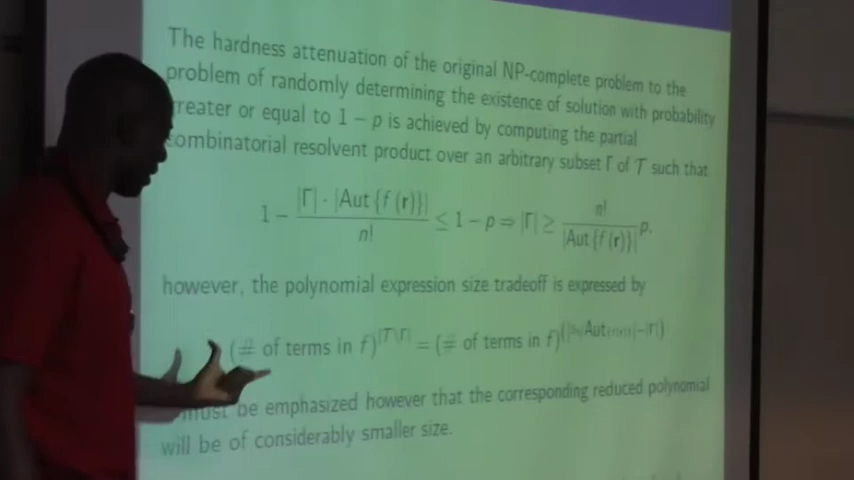 The hardness attenuation of the original NP-complete problem to the
problem of randomly determining the existence of solution with probability
greater or equal to 1 − p is achieved by computing the partial
combinatorial resolvent product over an arbitrary subset Γ of T such that
1 − |Γ| · |Aut {f (r)}| / n! ≤ 1 − p ⇒ |Γ| ≥ n! / |Aut {f (r)}| p.
however, the polynomial expression size tradeoff is expressed by
(# of terms in f)^|T\Γ| = (# of terms in f)
must be emphasized however that the corresponding reduced polynomial
will be of considerably smaller size.